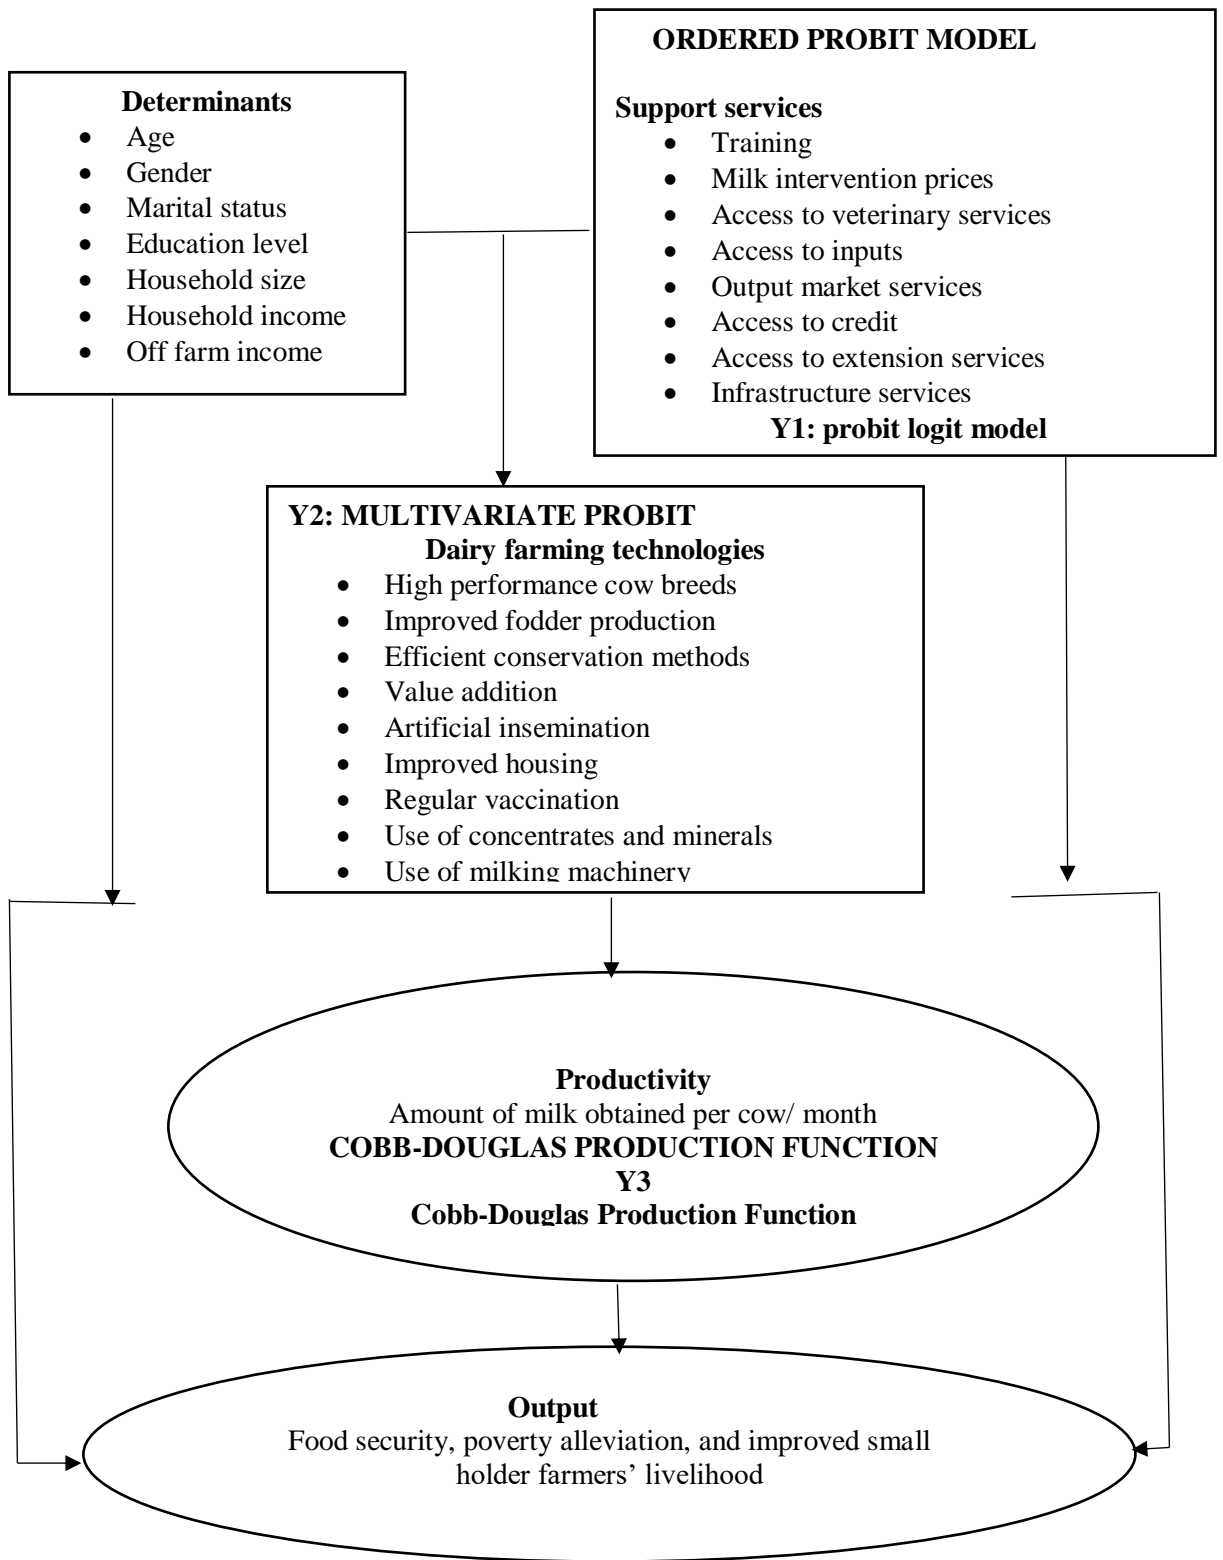 Determinants
• Age
• Gender
• Marital status
• Education level
• Household size
• Household income
• Off farm income
ORDERED PROBIT MODEL
Support services
• Training
• Milk intervention prices
• Access to veterinary services
• Access to inputs
• Output market services
• Access to credit
• Access to extension services
• Infrastructure services
Y1: probit logit model
Y2: MULTIVARIATE PROBIT
Dairy farming technologies
• High performance cow breeds
• Improved fodder production
• Efficient conservation methods
• Value addition
• Artificial insemination
• Improved housing
• Regular vaccination
• Use of concentrates and minerals
• Use of milking machinery
Productivity
Amount of milk obtained per cow/ month
COBB-DOUGLAS PRODUCTION FUNCTION
Y3
Cobb-Douglas Production Function
Output
Food security, poverty alleviation, and improved small
holder farmers’ livelihood